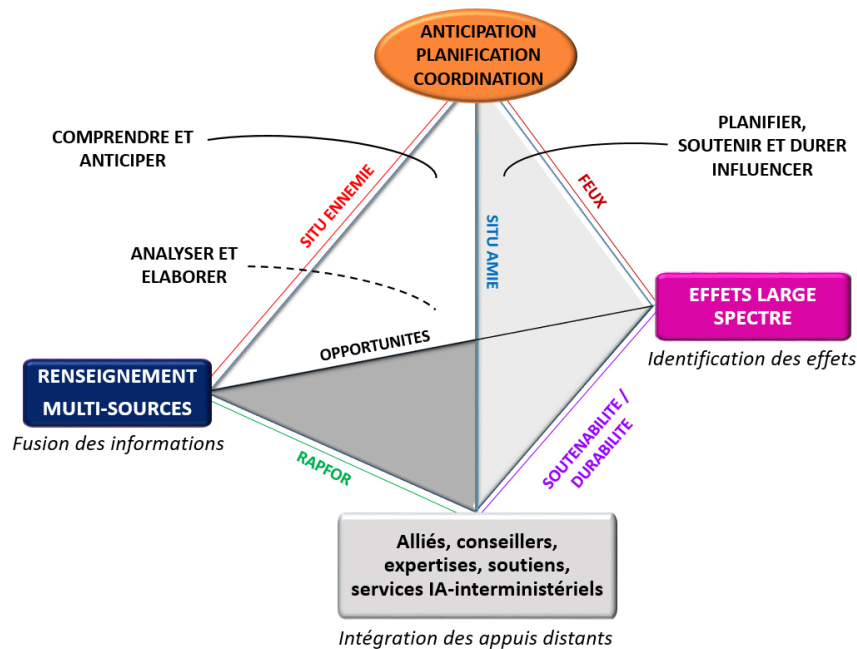 ANTICIPATION
PLANIFICATION
COORDINATION
COMPRENDRE ET
ANTICIPER
PLANIFIER,
SOUTENIR ET DURER
INFLUENCER
SITU ENNEMIE
FEUX
SITU AMIE
ANALYSER ET
ELABORER
EFFETS LARGE
SPECTRE
Identification des effets
OPPORTUNITES
RENSEIGNEMENT
MULTI-SOURCES
Fusion des informations
RAPFOR
SOUTENABILITE /
DURABILITE
Alliés, conseillers,
expertises, soutiens,
services IA-interministériels
Intégration des appuis distants